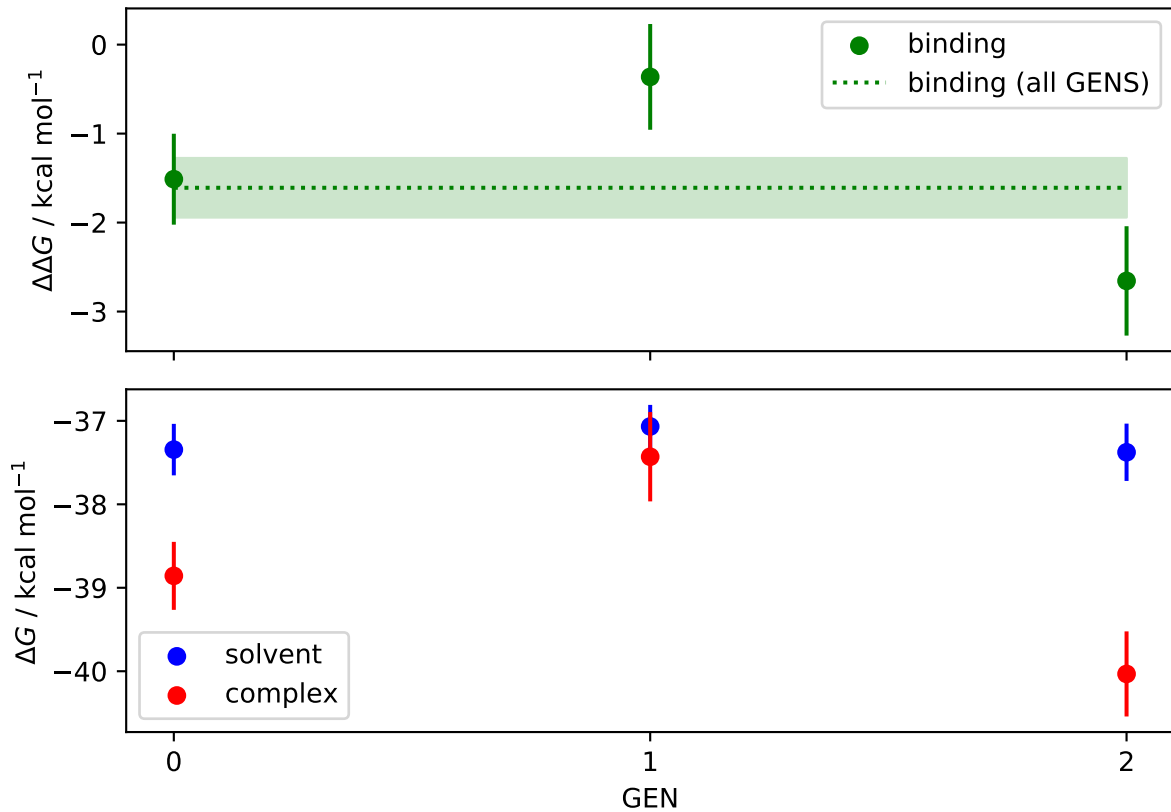 0
−1
−2
−3
ΔΔG / kcal mol⁻¹
binding
binding (all GENS)
−37
−38
−39
−40
ΔG / kcal mol⁻¹
solvent
complex
0 1 2
GEN